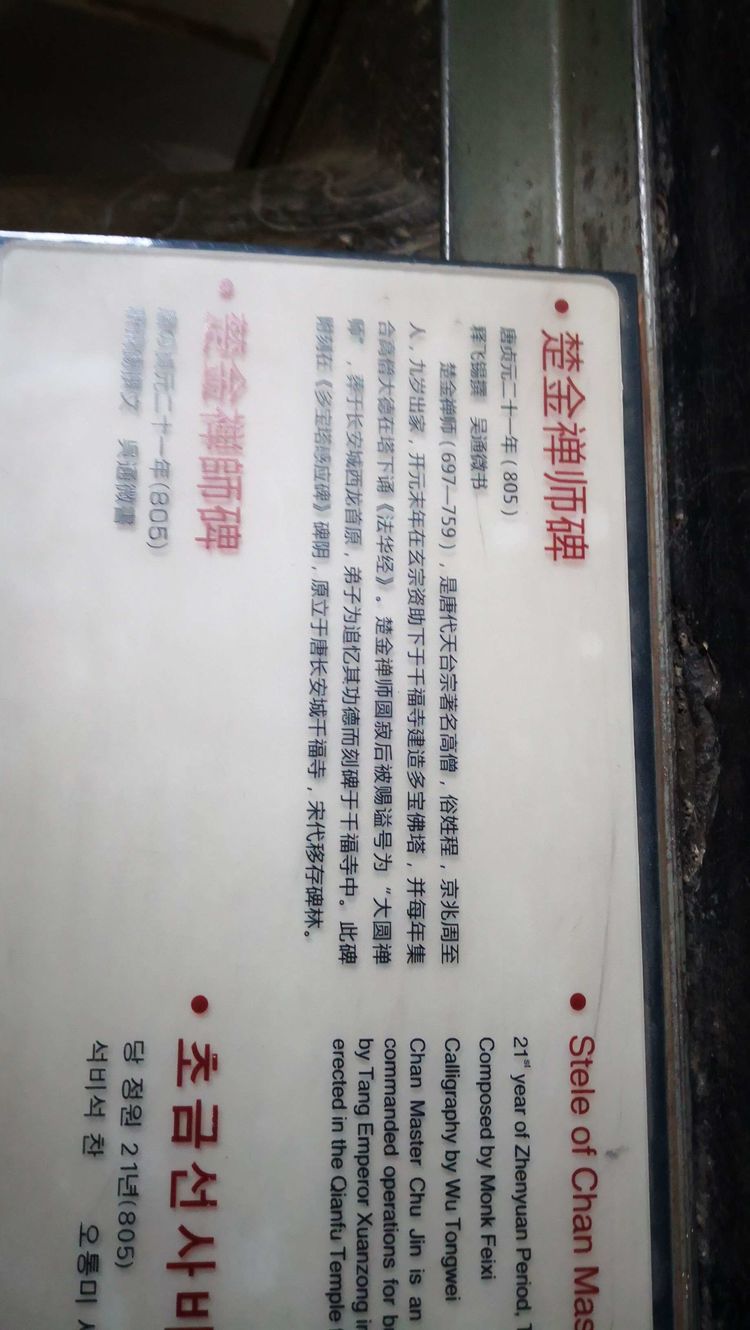 • 楚金禅师碑
唐贞元二十一年（805）
释飞锡撰 吴通微书
楚金禅师（697—759），是唐代天台宗著名高僧，俗姓程，京兆周至
人，九岁出家，开元末年在玄宗资助下于千福寺建造多宝佛塔，并每年集
合高僧大德在塔下诵《法华经》。楚金禅师圆寂后被赐谥号为“大圆禅
师”，葬于长安城西龙首原，弟子为追忆其功德而刻碑于千福寺中。此碑
附刻在《多宝塔感应碑》碑阴，原立于唐长安城千福寺，宋代移存碑林。
• Stele of Chan Mas
21st year of Zhenyuan Period, T
Composed by Monk Feixi
Calligraphy by Wu Tongwei
Chan Master Chu Jin is an
commanded operations for b
by Tang Emperor Xuanzong i
erected in the Qianfu Temple
• 楚金禅師碑
元二十一年(805)
撰文 呉通微書
• 초금선사비
당 정원 21년(805)
석비석 찬 오통미